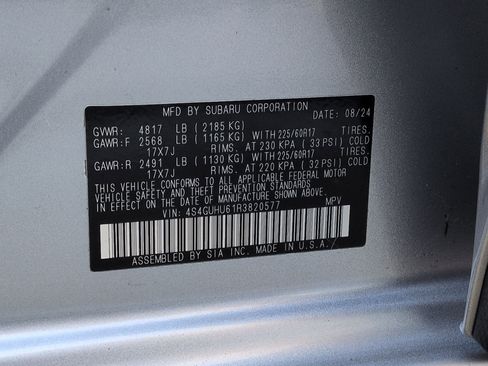 MFD BY SUBARU CORPORATION DATE: 08/24
GVWR: 4817 LB (2185 KG)
GAWR:F 2568 LB (1165 KG) WITH 225/60R17 TIRES.
17X7J RIMS. AT 230 KPA (33 PSI) COLD
GAWR:R 2491 LB (1130 KG) WITH 225/60R17 TIRES.
17X7J RIMS. AT 220 KPA (32 PSI) COLD
THIS VEHICLE CONFORMS TO ALL APPLICABLE FEDERAL MOTOR
VEHICLE SAFETY AND THEFT PREVENTION STANDARDS
IN EFFECT ON THE DATE OF MANUFACTURE SHOWN ABOVE.
VIN: 4S4GUHU61R3820577 MPV
ASSEMBLED BY SIA INC. MADE IN U.S.A.